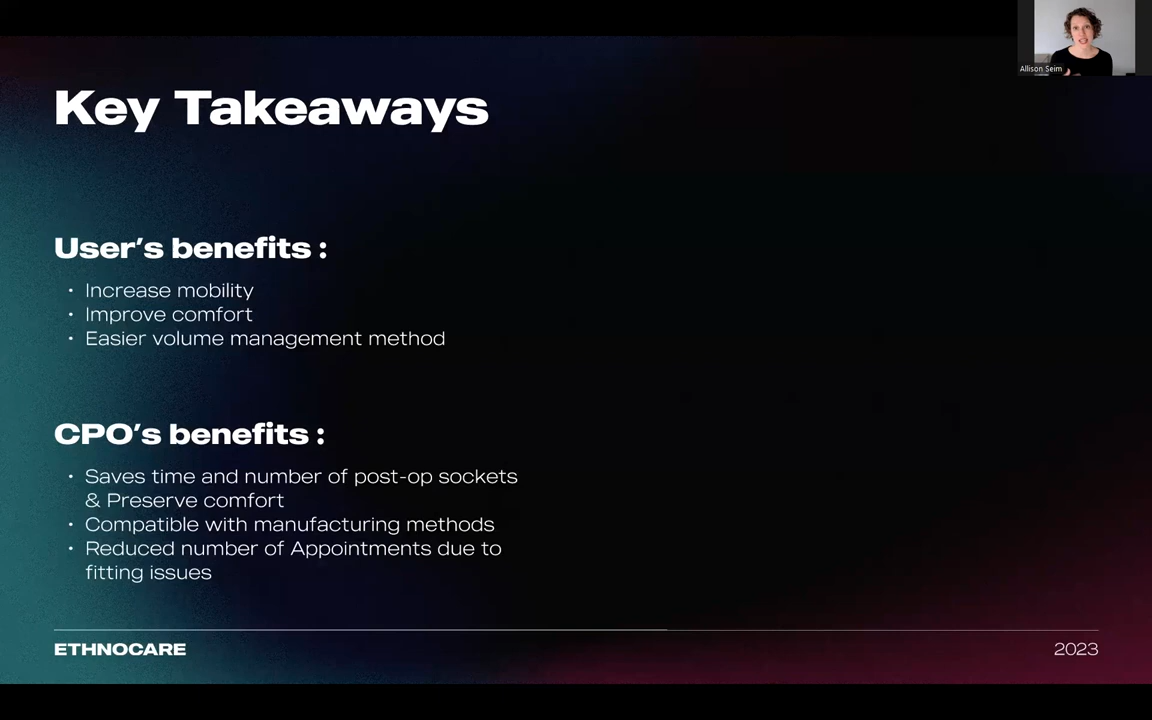 Allison Seim
Key Takeaways
User's benefits :
• Increase mobility
• Improve comfort
• Easier volume management method
CPO's benefits :
• Saves time and number of post-op sockets
& Preserve comfort
• Compatible with manufacturing methods
• Reduced number of Appointments due to
fitting issues
ETHNOCARE
2023